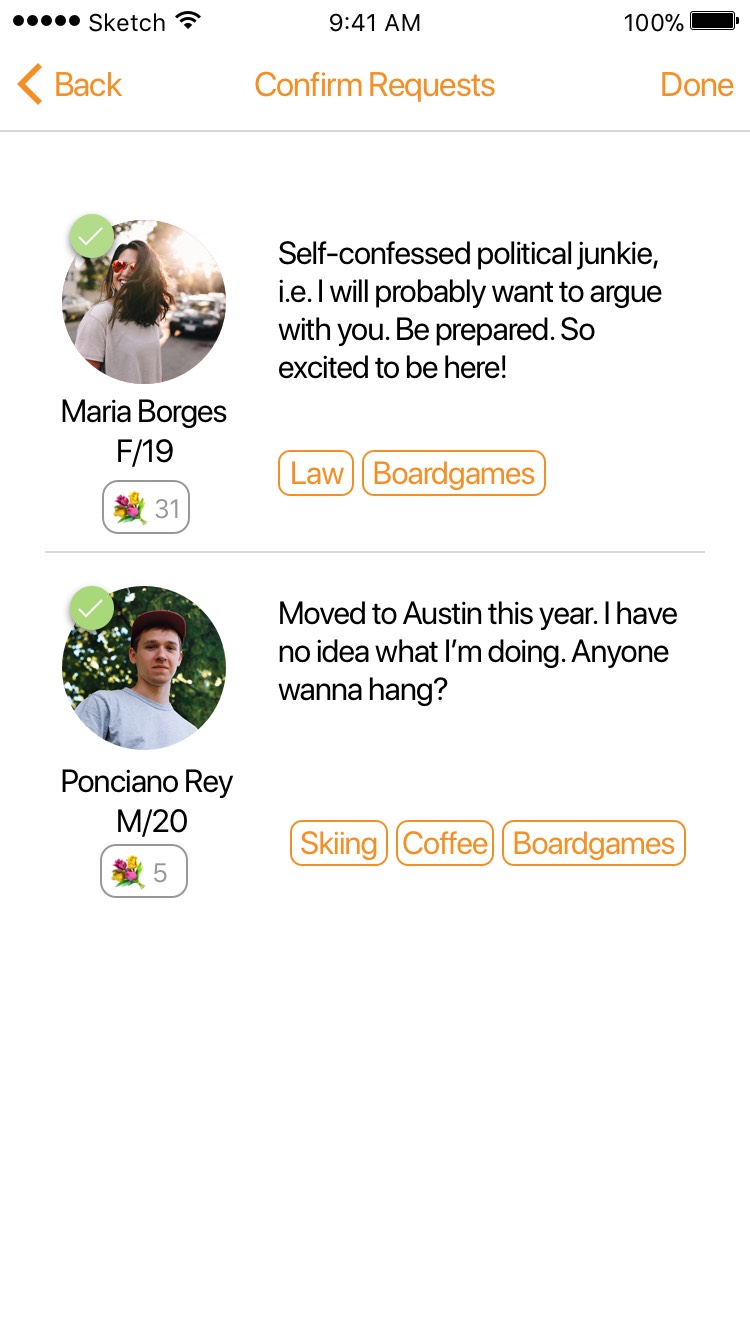 Sketch 9:41 AM 100%
Back Confirm Requests Done
Self-confessed political junkie,
i.e. I will probably want to argue
with you. Be prepared. So
excited to be here!
Maria Borges
F/19
Law Boardgames
31
Moved to Austin this year. I have
no idea what I’m doing. Anyone
wanna hang?
Ponciano Rey
M/20
Skiing Coffee Boardgames
5